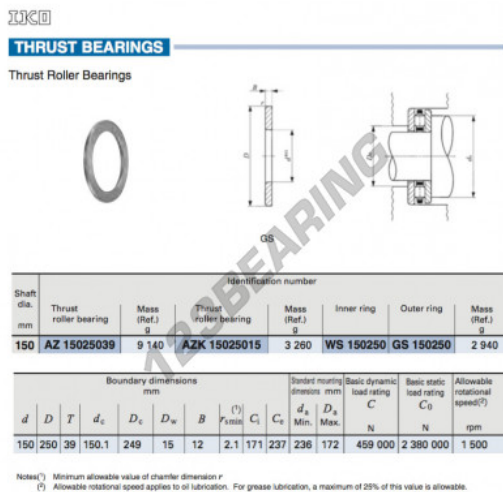 IKO
THRUST BEARINGS
Thrust Roller Bearings
B
r
D
GS
123BEARING
Identification number
Shaft dia. mm Thrust roller bearing Mass (Ref.) g Thrust roller bearing Mass (Ref.) g Inner ring Outer ring Mass (Ref.) g
150 AZ 15025039 9 140 AZK 15025015 3 260 WS 150250 GS 150250 2 940
Boundary dimensions mm Standard mounting dimensions mm Basic dynamic load rating C N Basic static load rating C0 N Allowable rotational speed(2) rpm
d D T dc Dc Dw B rsmin(1) Ci Ce da Min. Da Max.
150 250 39 150.1 249 15 12 2.1 171 237 236 172 459 000 2 380 000 1 500
Notes(1) Minimum allowable value of chamfer dimension r
(2) Allowable rotational speed applies to oil lubrication. For grease lubrication, a maximum of 25% of this value is allowable.